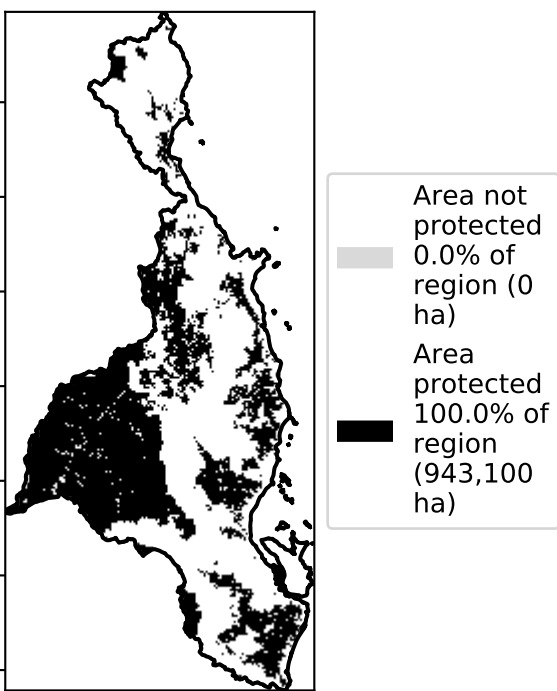 Area not
protected
0.0% of
region (0
ha)
Area
protected
100.0% of
region
(943,100
ha)